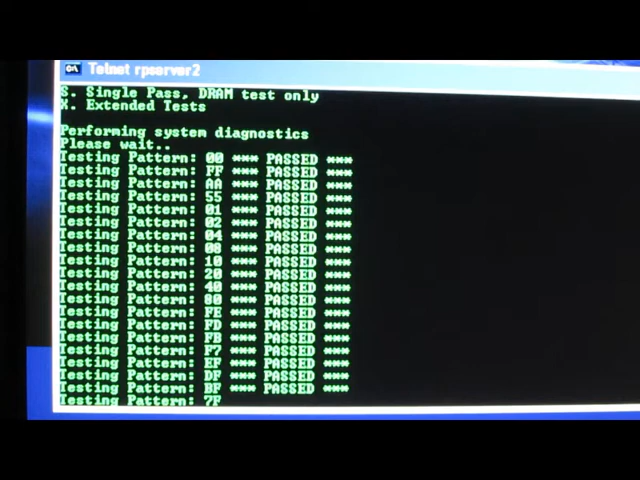 Telnet rpserver2
S. Single Pass, DRAM test only
X. Extended Tests
Performing system diagnostics
Please wait..
Testing Pattern: 00 *** PASSED ***
Testing Pattern: FF *** PASSED ***
Testing Pattern: AA *** PASSED ***
Testing Pattern: 55 *** PASSED ***
Testing Pattern: 01 *** PASSED ***
Testing Pattern: 02 *** PASSED ***
Testing Pattern: 04 *** PASSED ***
Testing Pattern: 08 *** PASSED ***
Testing Pattern: 10 *** PASSED ***
Testing Pattern: 20 *** PASSED ***
Testing Pattern: 40 *** PASSED ***
Testing Pattern: 80 *** PASSED ***
Testing Pattern: FE *** PASSED ***
Testing Pattern: FD *** PASSED ***
Testing Pattern: FB *** PASSED ***
Testing Pattern: F7 *** PASSED ***
Testing Pattern: EF *** PASSED ***
Testing Pattern: DF *** PASSED ***
Testing Pattern: BF *** PASSED ***
Testing Pattern: 7F